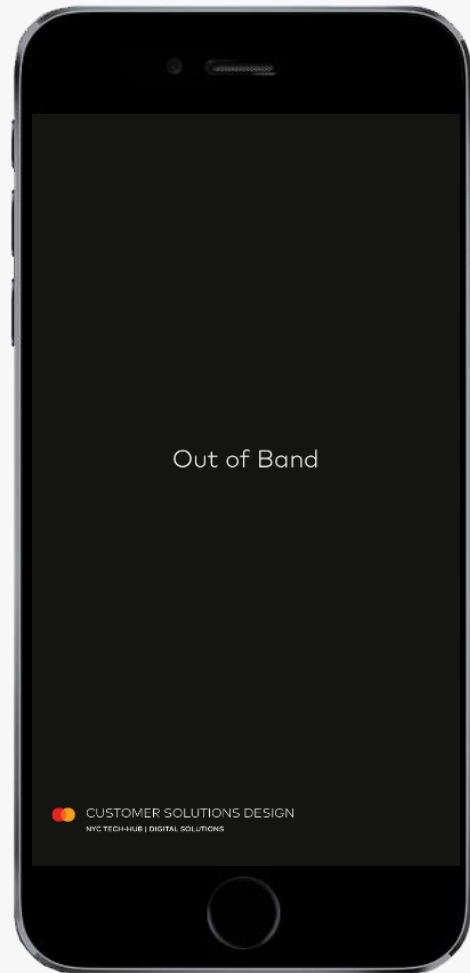 Out of Band
CUSTOMER SOLUTIONS DESIGN
NYC TECH-HUB | DIGITAL SOLUTIONS